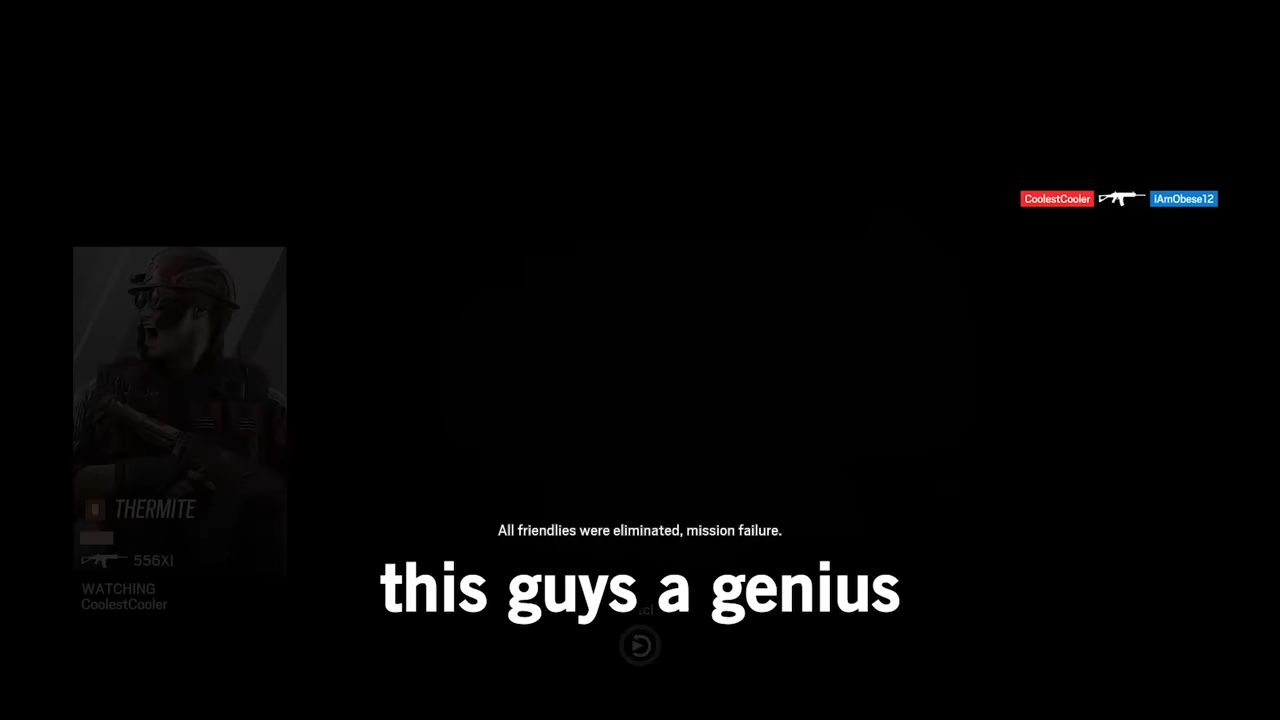 CoolestCooler iAmObese12
THERMITE
556XI
All friendlies were eliminated, mission failure.
WATCHING
CoolestCooler
this guys a genius